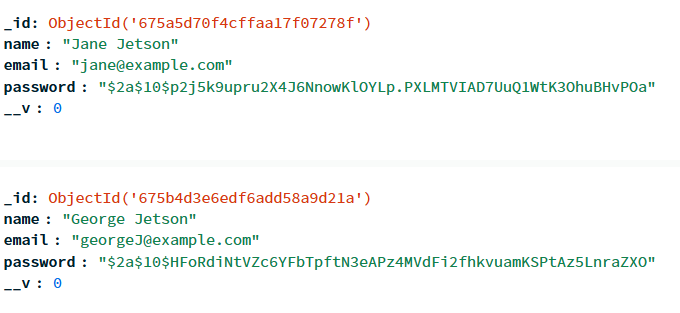 _id: ObjectId('675a5d70f4cffaa17f07278f')
name : "Jane Jetson"
email : "jane@example.com"
password : "$2a$10$p2j5k9upru2X4J6NnowKlOYLp.PXLMTVIAD7UuQ1WtK3OhuBHvPOa"
__v : 0
_id: ObjectId('675b4d3e6edf6add58a9d21a')
name : "George Jetson"
email : "georgeJ@example.com"
password : "$2a$10$HFoRdiNtVZc6YFbTpftN3eAPz4MVdFi2fhkvuamKSPtAz5LnraZXO"
__v : 0